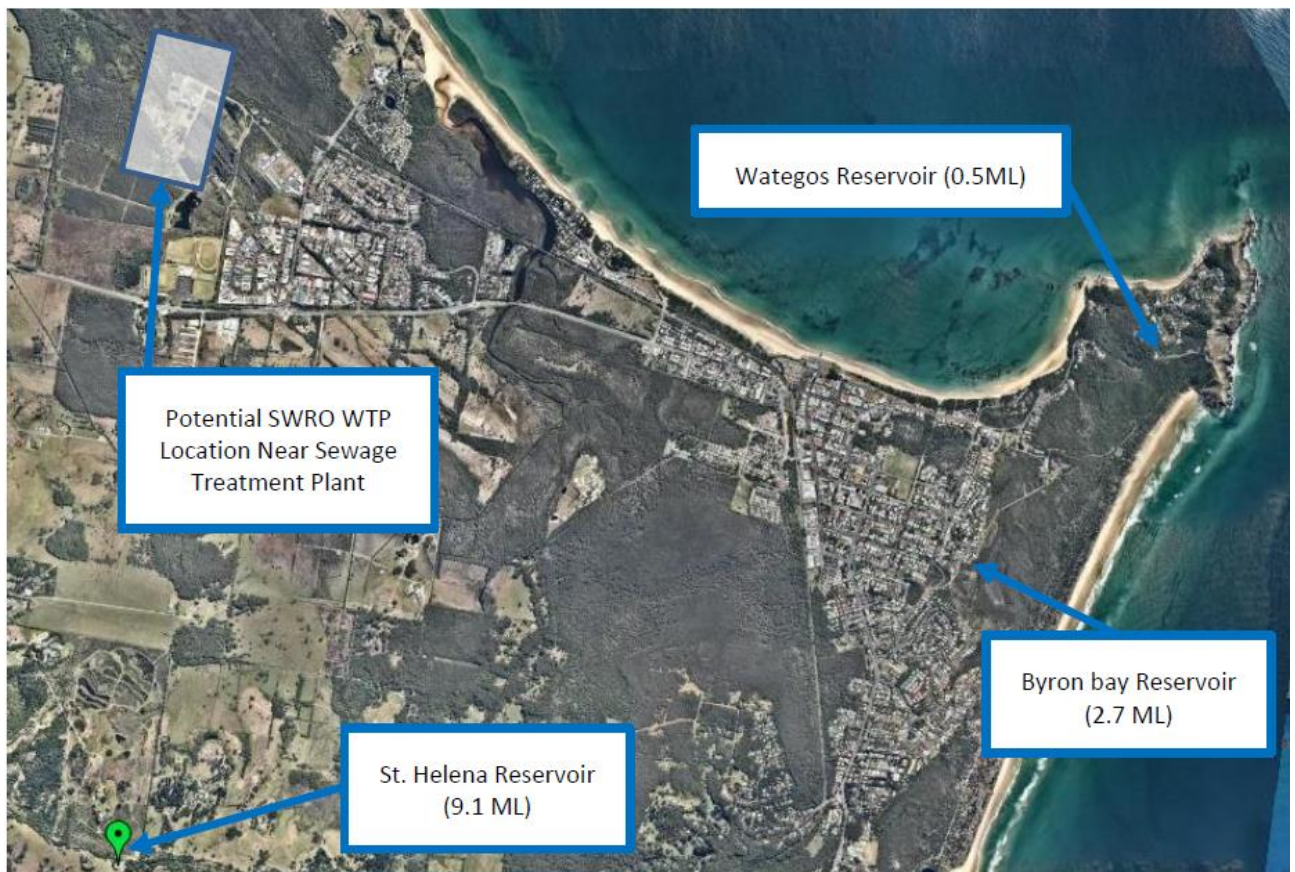 Wategos Reservoir (0.5ML)
Potential SWRO WTP
Location Near Sewage
Treatment Plant
Byron bay Reservoir
(2.7 ML)
St. Helena Reservoir
(9.1 ML)